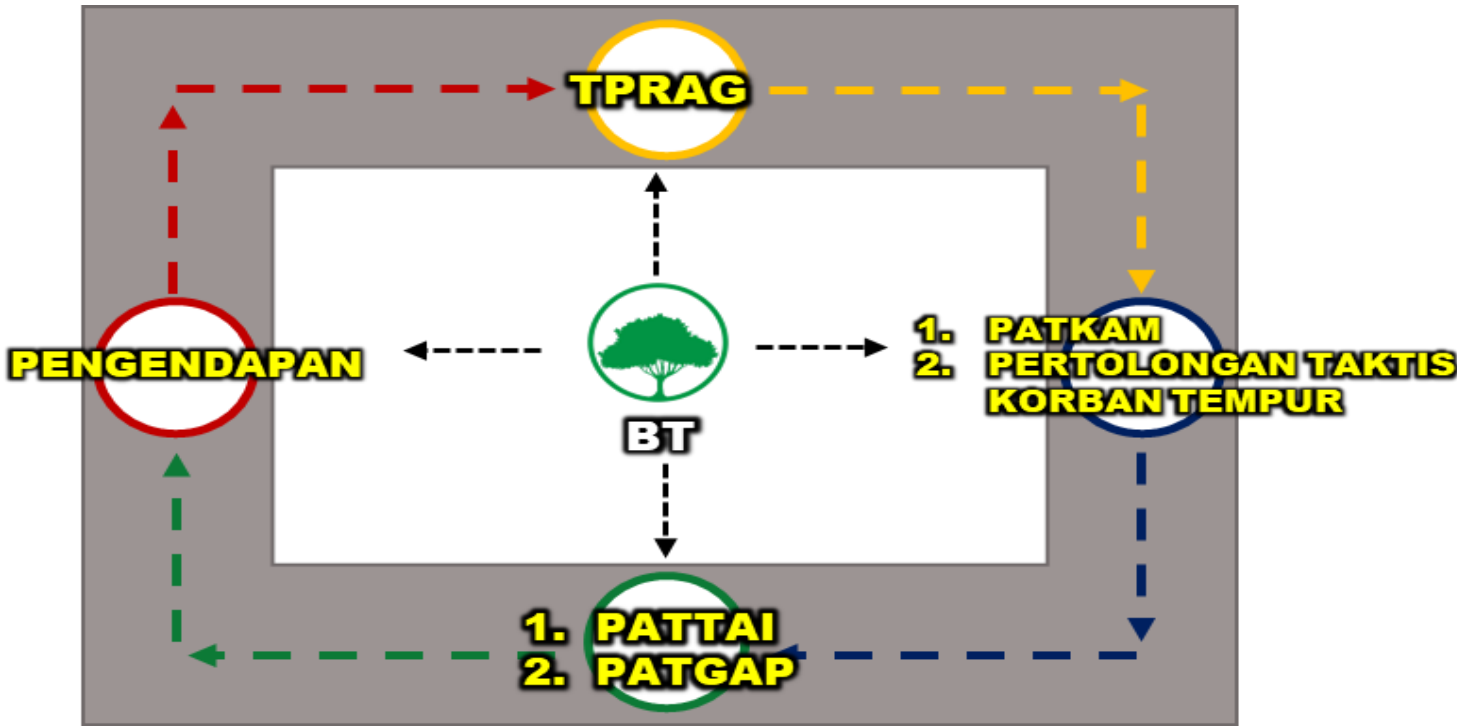 TPRAG
PENGENDAPAN
1. PATKAM
2. PERTOLONGAN TAKTIS
KORBAN TEMPUR
BT
1. PATTAI
2. PATGAP